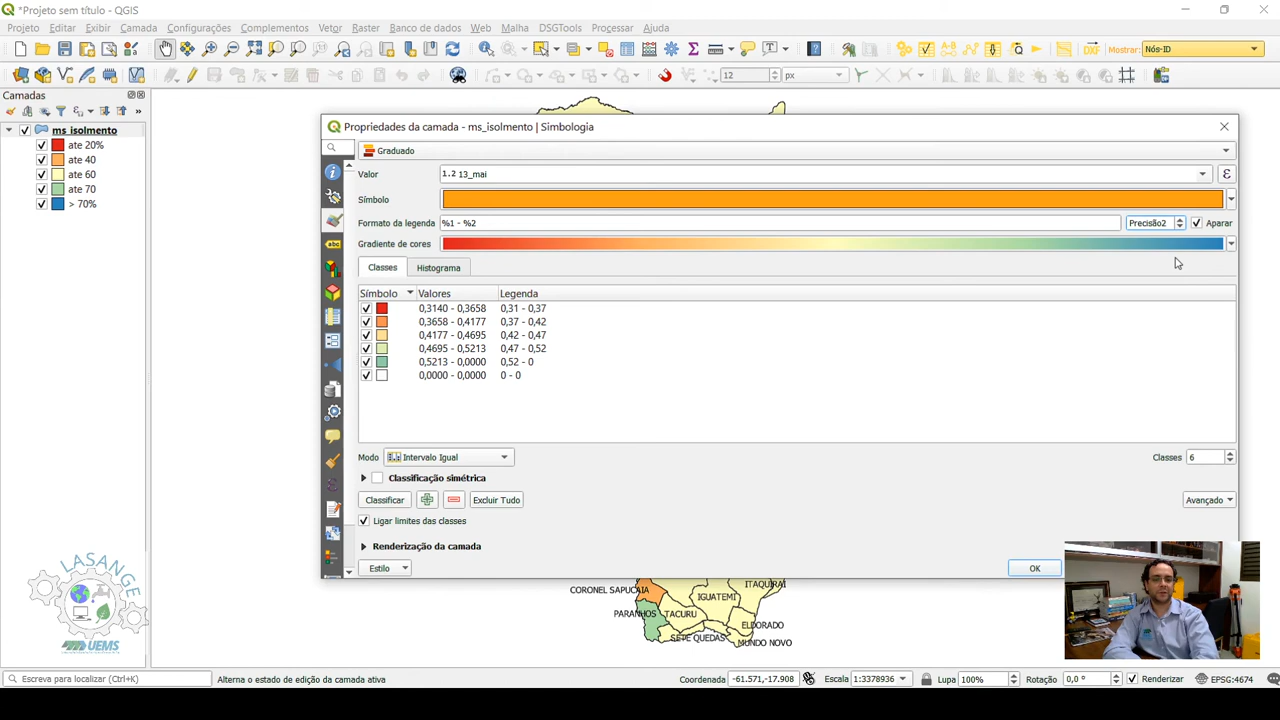 *Projeto sem título - QGIS
Projeto Editar Exibir Camada Configurações Complementos Vetor Raster Banco de dados Web Malha DSGTools Processar Ajuda
Mostrar: Nós-ID
12 px
Camadas
ms_isolmento
ate 20%
ate 40
ate 60
ate 70
> 70%
Propriedades da camada - ms_isolmento | Simbologia
Graduado
Valor 1.2 13_mai
Símbolo
Formato da legenda %1 - %2 Precisão2 Aparar
Gradiente de cores
Classes Histograma
Símbolo Valores Legenda
0,3140 - 0,3658 0,31 - 0,37
0,3658 - 0,4177 0,37 - 0,42
0,4177 - 0,4695 0,42 - 0,47
0,4695 - 0,5213 0,47 - 0,52
0,5213 - 0,0000 0,52 - 0
0,0000 - 0,0000 0 - 0
Modo Intervalo Igual Classes 6
Classificação simétrica
Classificar Excluir Tudo Avançado
Ligar limites das classes
Renderização da camada
Estilo OK
CORONEL SAPUCAIA
ITAQUIRAI
IGUATEMI
PARANHOS
TACURU
ELDORADO
SETE QUEDAS
MUNDO NOVO
LASANGE
UEMS
Escreva para localizar (Ctrl+K) Alterna o estado de edição da camada ativa Coordenada -61.571,-17.908 Escala 1:3378936 Lupa 100% Rotação 0,0 ° Renderizar EPSG:4674